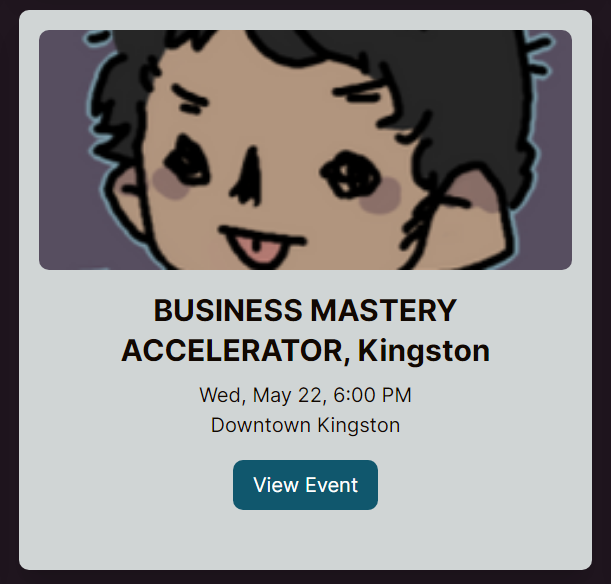 BUSINESS MASTERY
ACCELERATOR, Kingston
Wed, May 22, 6:00 PM
Downtown Kingston
View Event